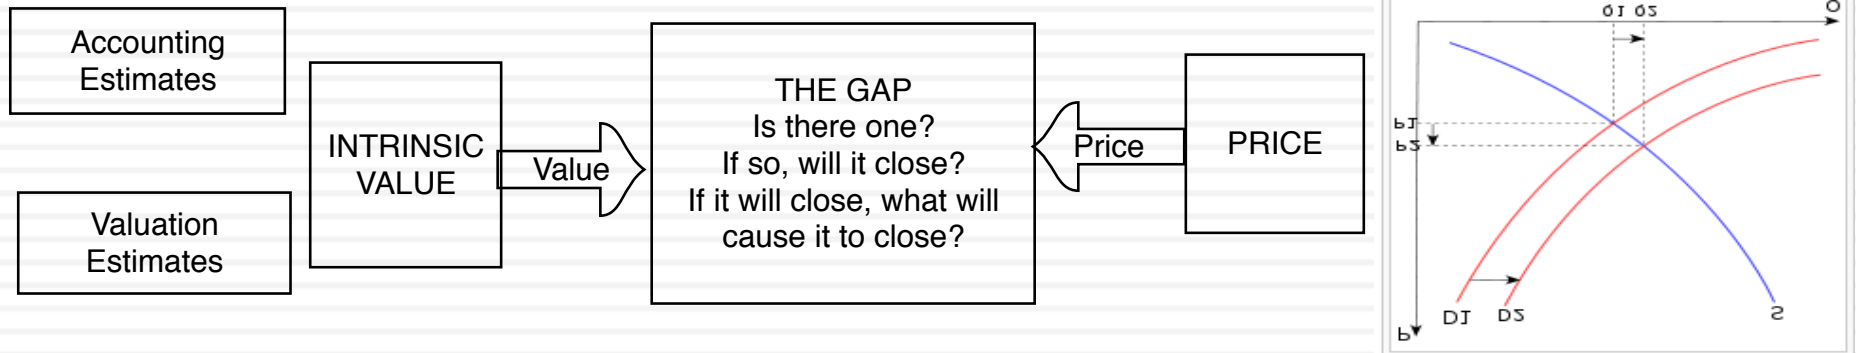 Accounting
Estimates
Valuation
Estimates
INTRINSIC
VALUE
Value
THE GAP
Is there one?
If so, will it close?
If it will close, what will
cause it to close?
Price
PRICE
Q1 Q2
Q
P1
P2
D1
D2
S
P